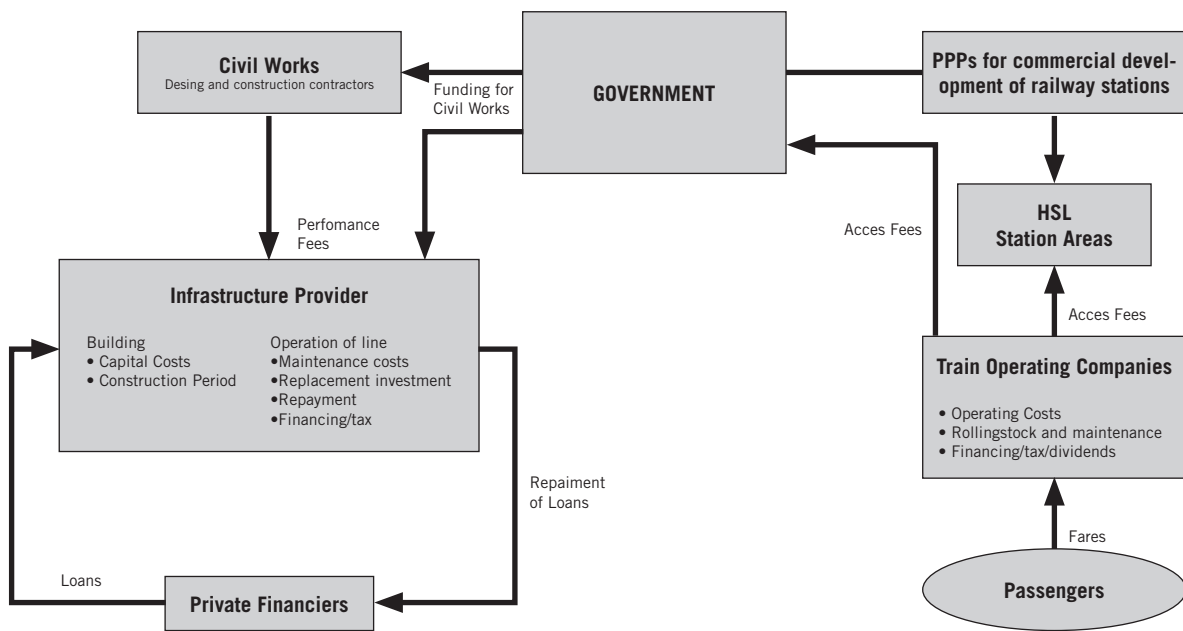 Civil Works
Desing and construction contractors
Funding for
Civil Works
GOVERNMENT
PPPs for commercial devel-
opment of railway stations
HSL
Station Areas
Perfomance
Fees
Acces Fees
Acces Fees
Infrastructure Provider
Building
• Capital Costs
• Construction Period
Operation of line
•Maintenance costs
•Replacement investment
•Repayment
•Financing/tax
Train Operating Companies
• Operating Costs
• Rollingstock and maintenance
• Financing/tax/dividends
Repaiment
of Loans
Loans
Private Financiers
Fares
Passengers